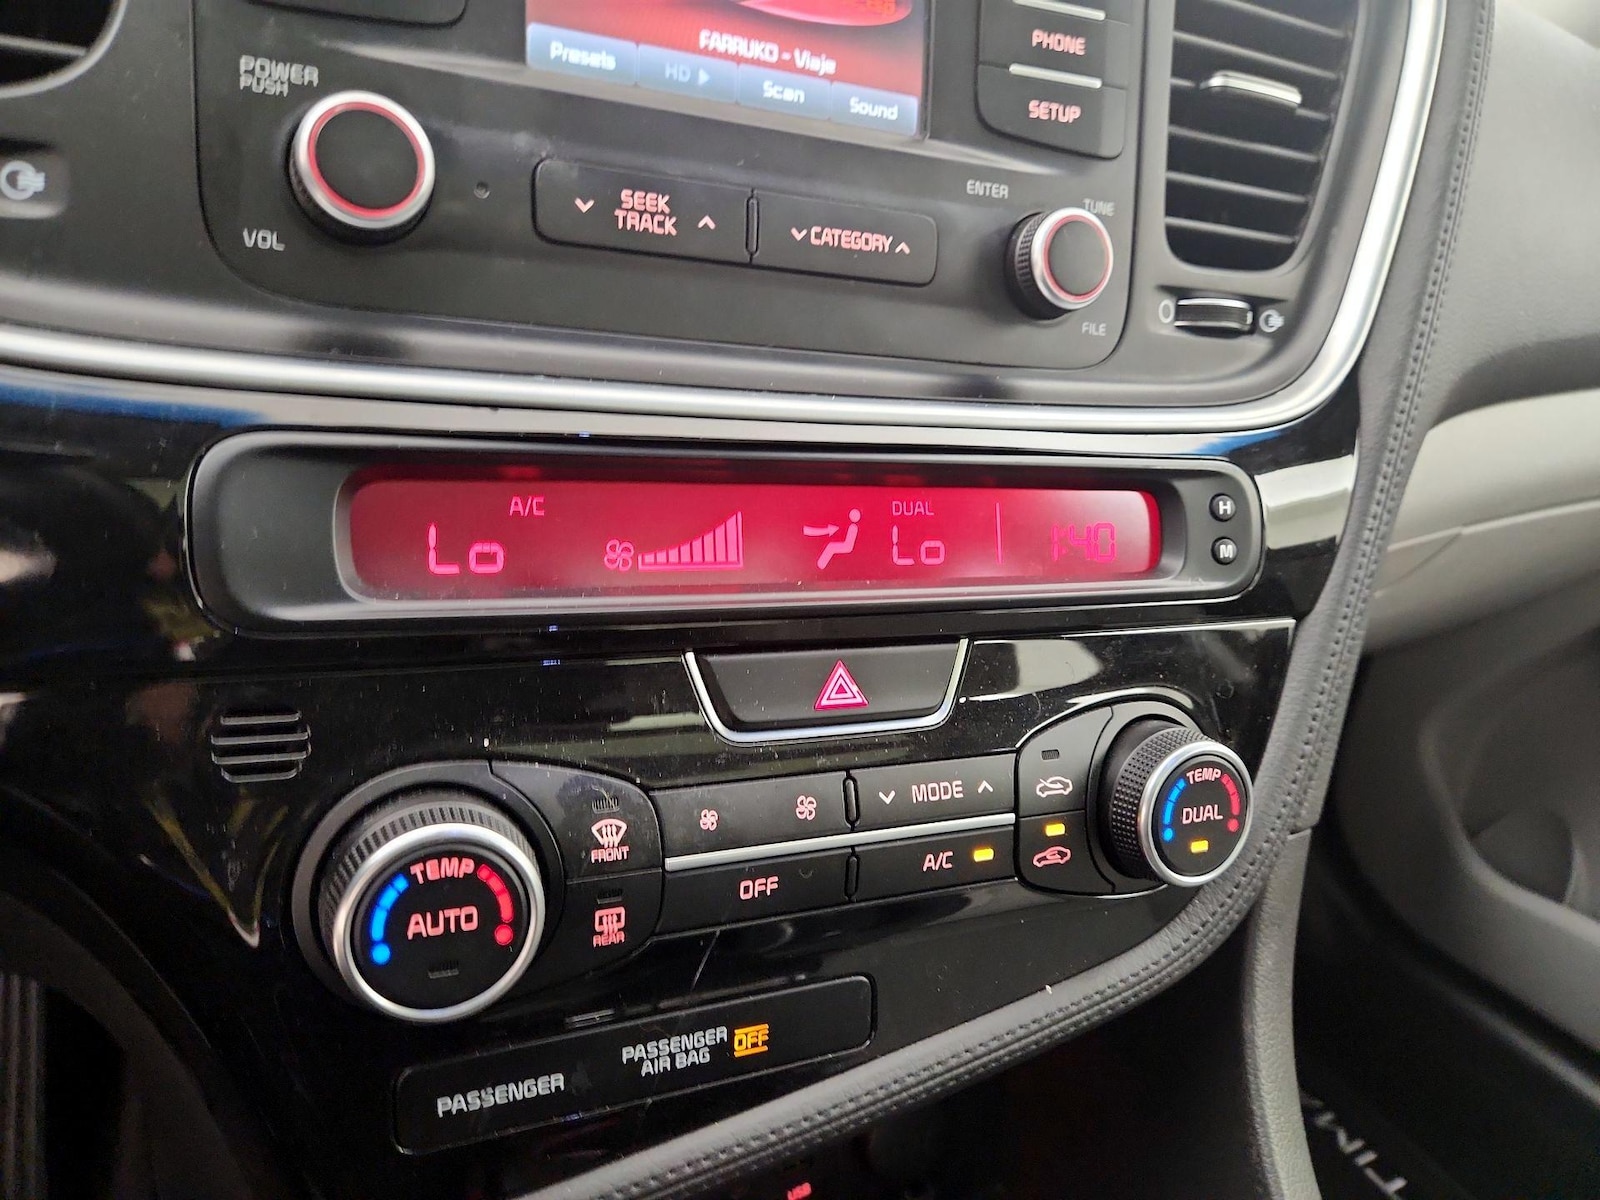 FARRUKO - Viaje
Presets
HD
Scan
Sound
PHONE
SETUP
POWER
PUSH
VOL
SEEK
TRACK
CATEGORY
ENTER
TUNE
FILE
A/C
Lo
DUAL
Lo
1:40
H
M
TEMP
AUTO
FRONT
REAR
OFF
MODE
A/C
TEMP
DUAL
PASSENGER
PASSENGER
AIR BAG
OFF
USB